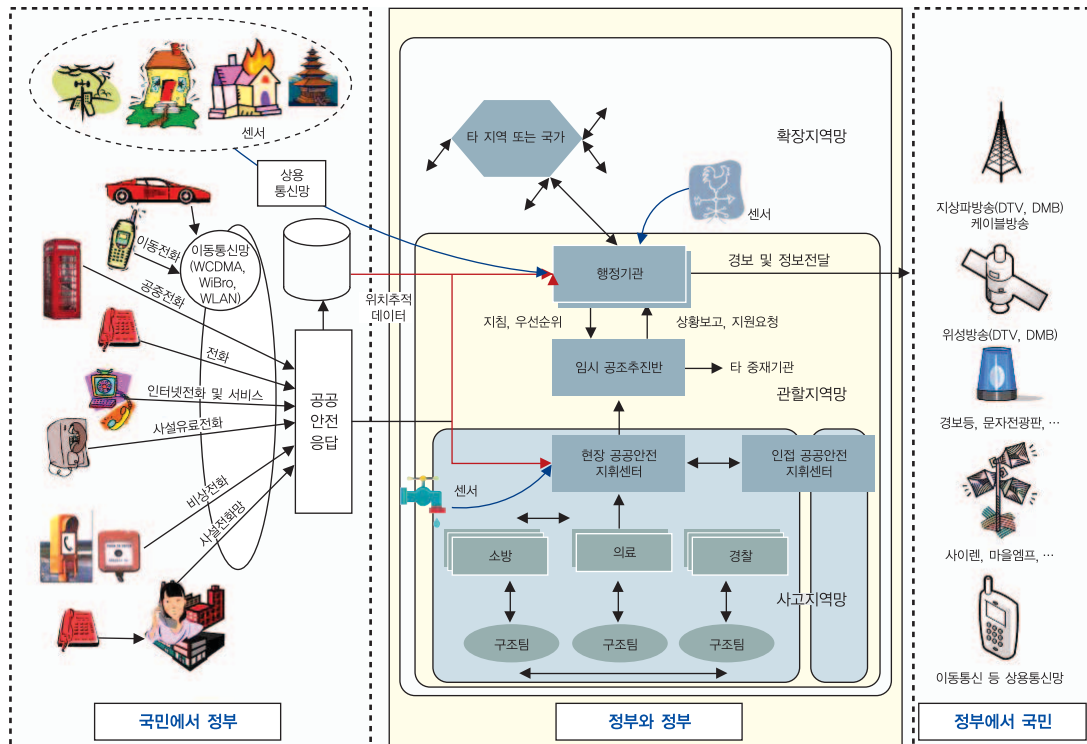 센서
상용
통신망
이동전화
이동통신망
(WCDMA,
WiBro,
WLAN)
공중전화
전화
인터넷전화 및 서비스
사설유료전화
비상전화
사설전화망
공공
안전
응답
위치추적
데이터
국민에서 정부
타 지역 또는 국가
확장지역망
센서
행정기관
경보 및 정보전달
지침, 우선순위
상황보고, 지원요청
임시 공조추진반
타 중재기관
관할지역망
현장 공공안전
지휘센터
인접 공공안전
지휘센터
센서
소방
의료
경찰
사고지역망
구조팀
구조팀
구조팀
정부와 정부
지상파방송(DTV, DMB)
케이블방송
위성방송(DTV, DMB)
경보등, 문자전광판, …
사이렌, 마을엠프, …
이동통신 등 상용통신망
정부에서 국민